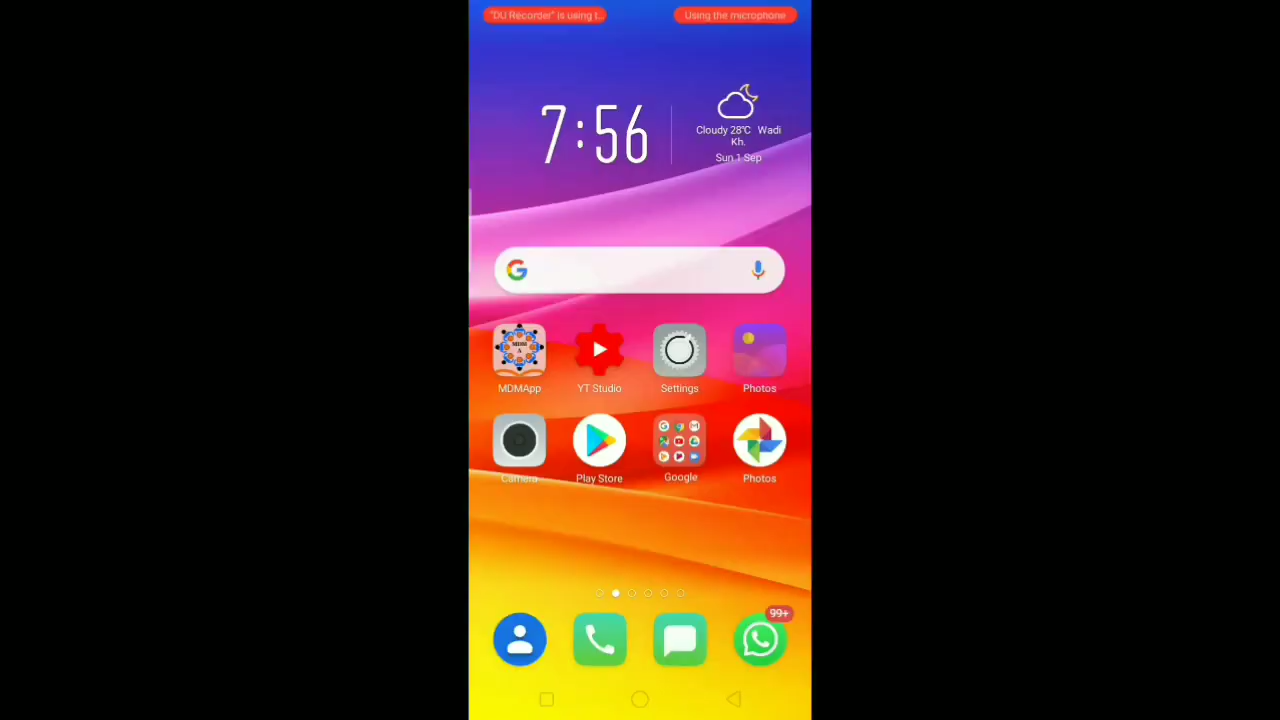 "DU Recorder" is using t..
Using the microphone
7:56
Cloudy 28°C Wadi
Kh.
Sun 1 Sep
MDM
A
MDMApp
YT Studio
Settings
Photos
Camera
Play Store
Google
Photos
99+